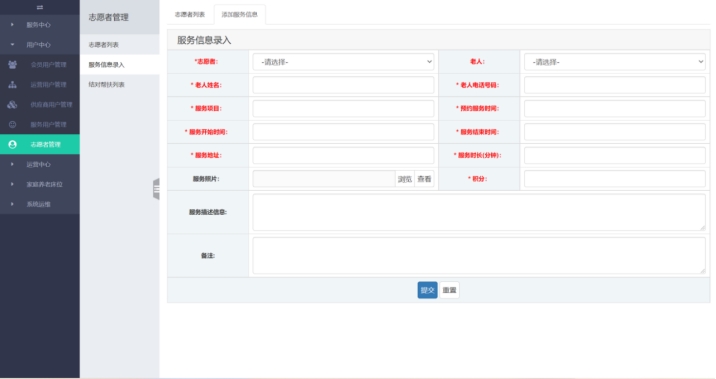 服务中心
用户中心
会员用户管理
运营用户管理
供应商用户管理
服务用户管理
志愿者管理
运营中心
家庭养老床位
系统运维
志愿者管理
志愿者列表
服务信息录入
结对帮扶列表
志愿者列表 添加服务信息
服务信息录入
*志愿者: -请选择- 老人: -请选择-
* 老人姓名: * 老人电话号码:
* 服务项目: * 预约服务时间:
* 服务开始时间: * 服务结束时间:
* 服务地址: * 服务时长(分钟):
服务照片: 浏览 查看 * 积分:
服务描述信息:
备注:
提交 重置